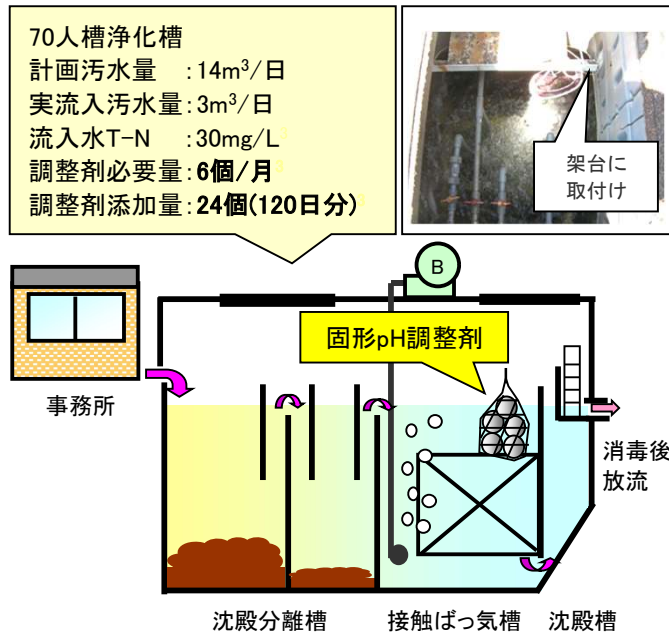 70人槽浄化槽
計画汚水量 :14m³/日
実流入汚水量:3m³/日
流入水T-N :30mg/L
調整剤必要量:6個/月
調整剤添加量:24個(120日分)
架台に
取付け
B
固形pH調整剤
事務所
消毒後
放流
沈殿分離槽
接触ばっ気槽
沈殿槽